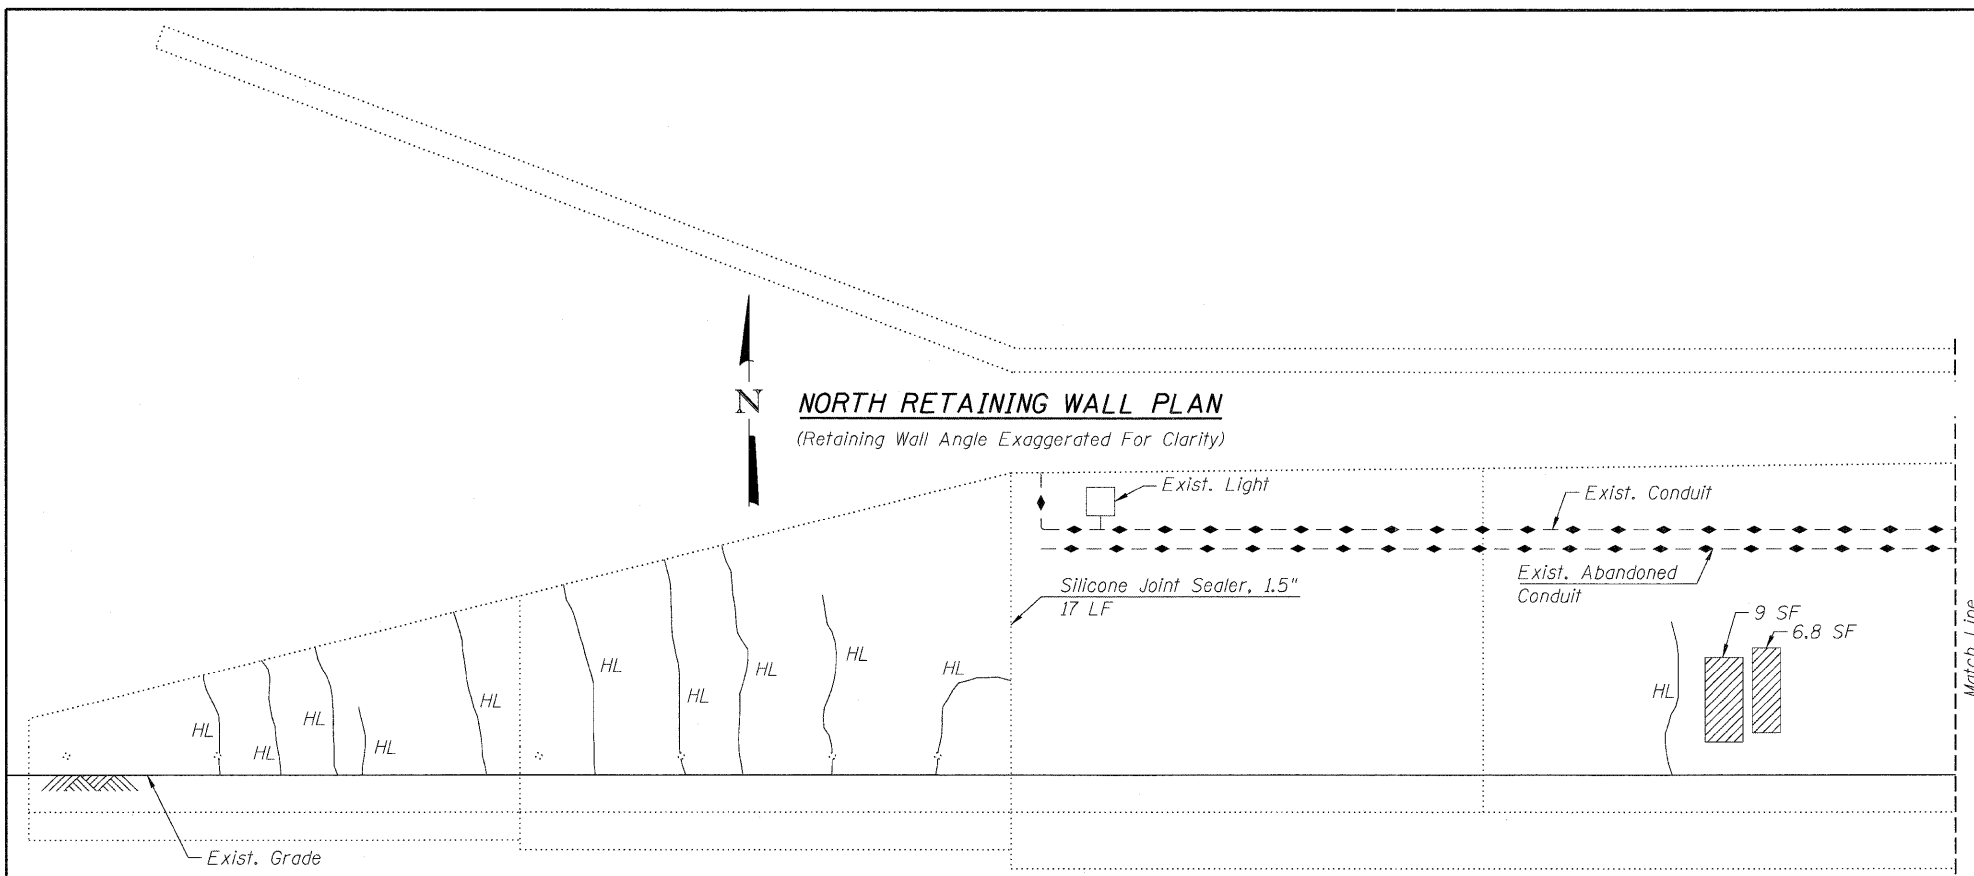 N
NORTH RETAINING WALL PLAN
(Retaining Wall Angle Exaggerated For Clarity)
Exist. Light
Exist. Conduit
Exist. Abandoned
Conduit
Silicone Joint Sealer, 1.5"
17 LF
9 SF
6.8 SF
Match Line
HL
HL
HL
HL
HL
HL
HL
HL
HL
HL
HL
Exist. Grade